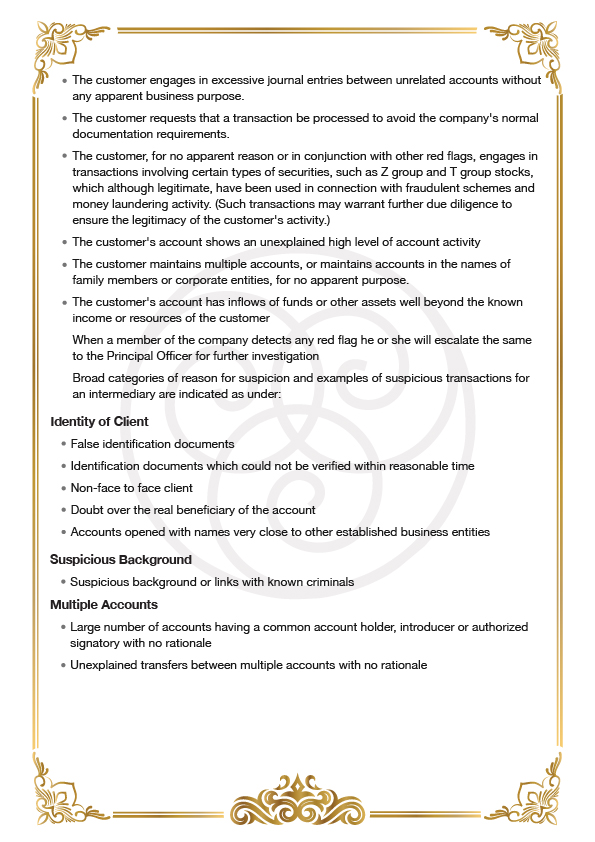 • The customer engages in excessive journal entries between unrelated accounts without
any apparent business purpose.
• The customer requests that a transaction be processed to avoid the company's normal
documentation requirements.
• The customer, for no apparent reason or in conjunction with other red flags, engages in
transactions involving certain types of securities, such as Z group and T group stocks,
which although legitimate, have been used in connection with fraudulent schemes and
money laundering activity. (Such transactions may warrant further due diligence to
ensure the legitimacy of the customer's activity.)
• The customer's account shows an unexplained high level of account activity
• The customer maintains multiple accounts, or maintains accounts in the names of
family members or corporate entities, for no apparent purpose.
• The customer's account has inflows of funds or other assets well beyond the known
income or resources of the customer
When a member of the company detects any red flag he or she will escalate the same
to the Principal Officer for further investigation
Broad categories of reason for suspicion and examples of suspicious transactions for
an intermediary are indicated as under:
Identity of Client
• False identification documents
• Identification documents which could not be verified within reasonable time
• Non-face to face client
• Doubt over the real beneficiary of the account
• Accounts opened with names very close to other established business entities
Suspicious Background
• Suspicious background or links with known criminals
Multiple Accounts
• Large number of accounts having a common account holder, introducer or authorized
signatory with no rationale
• Unexplained transfers between multiple accounts with no rationale